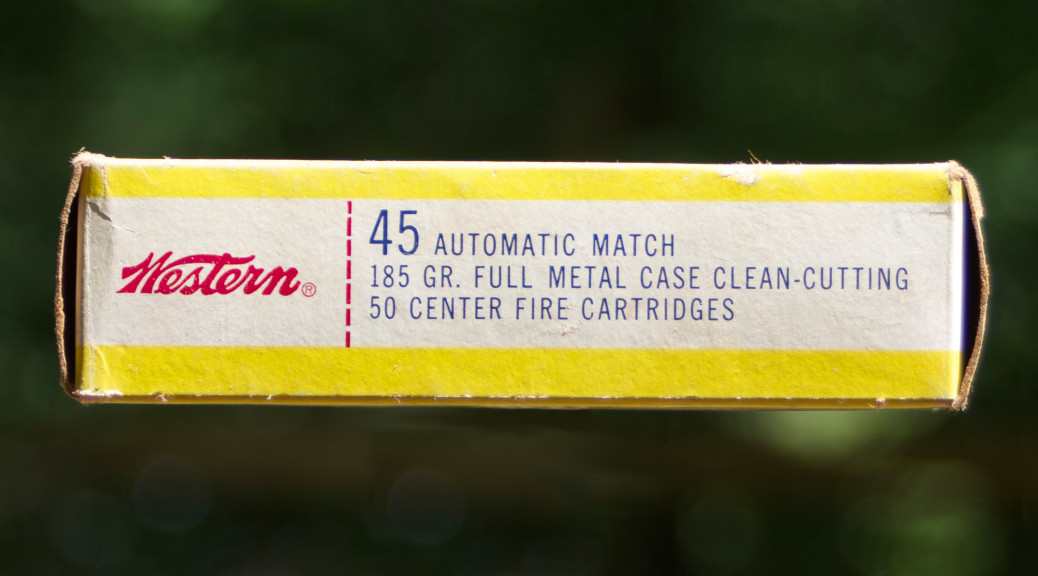 Western®
45 AUTOMATIC MATCH
185 GR. FULL METAL CASE CLEAN-CUTTING
50 CENTER FIRE CARTRIDGES